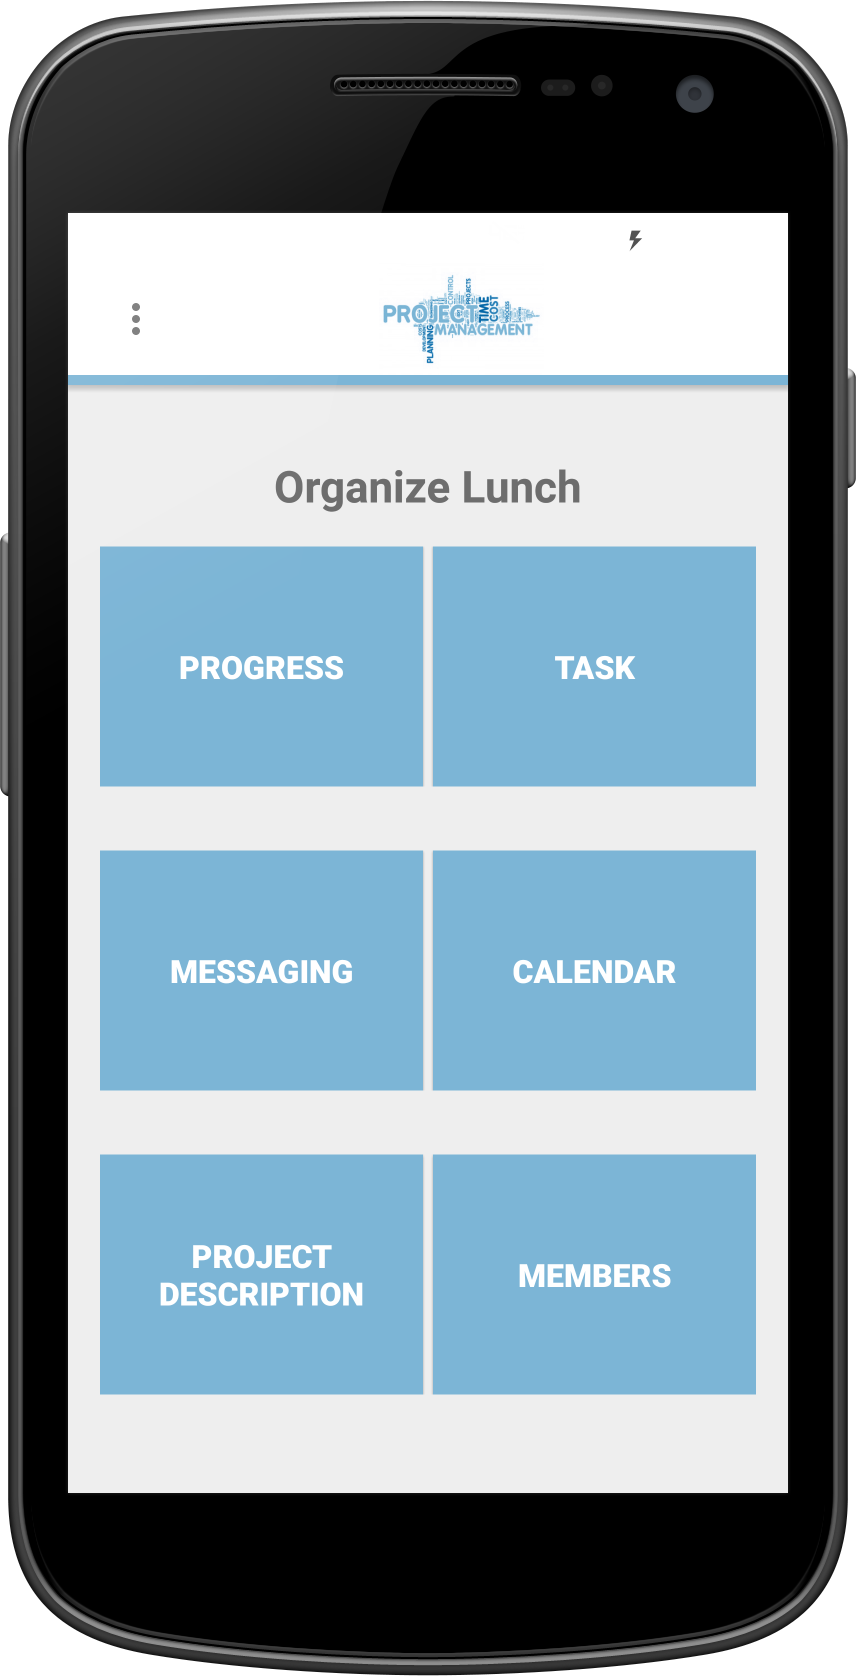 CONTROL
PROJECTS
PROJECT
TIME
COST
MANAGEMENT
PLANNING
Organize Lunch
PROGRESS
TASK
MESSAGING
CALENDAR
PROJECT
DESCRIPTION
MEMBERS